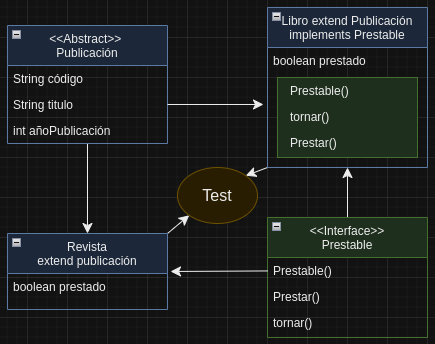 <<Abstract>>
Publicación
String código
String titulo
int añoPublicación
Libro extend Publicación
implements Prestable
boolean prestado
Prestable()
tornar()
Prestar()
Test
Revista
extend publicación
boolean prestado
<<Interface>>
Prestable
Prestable()
Prestar()
tornar()